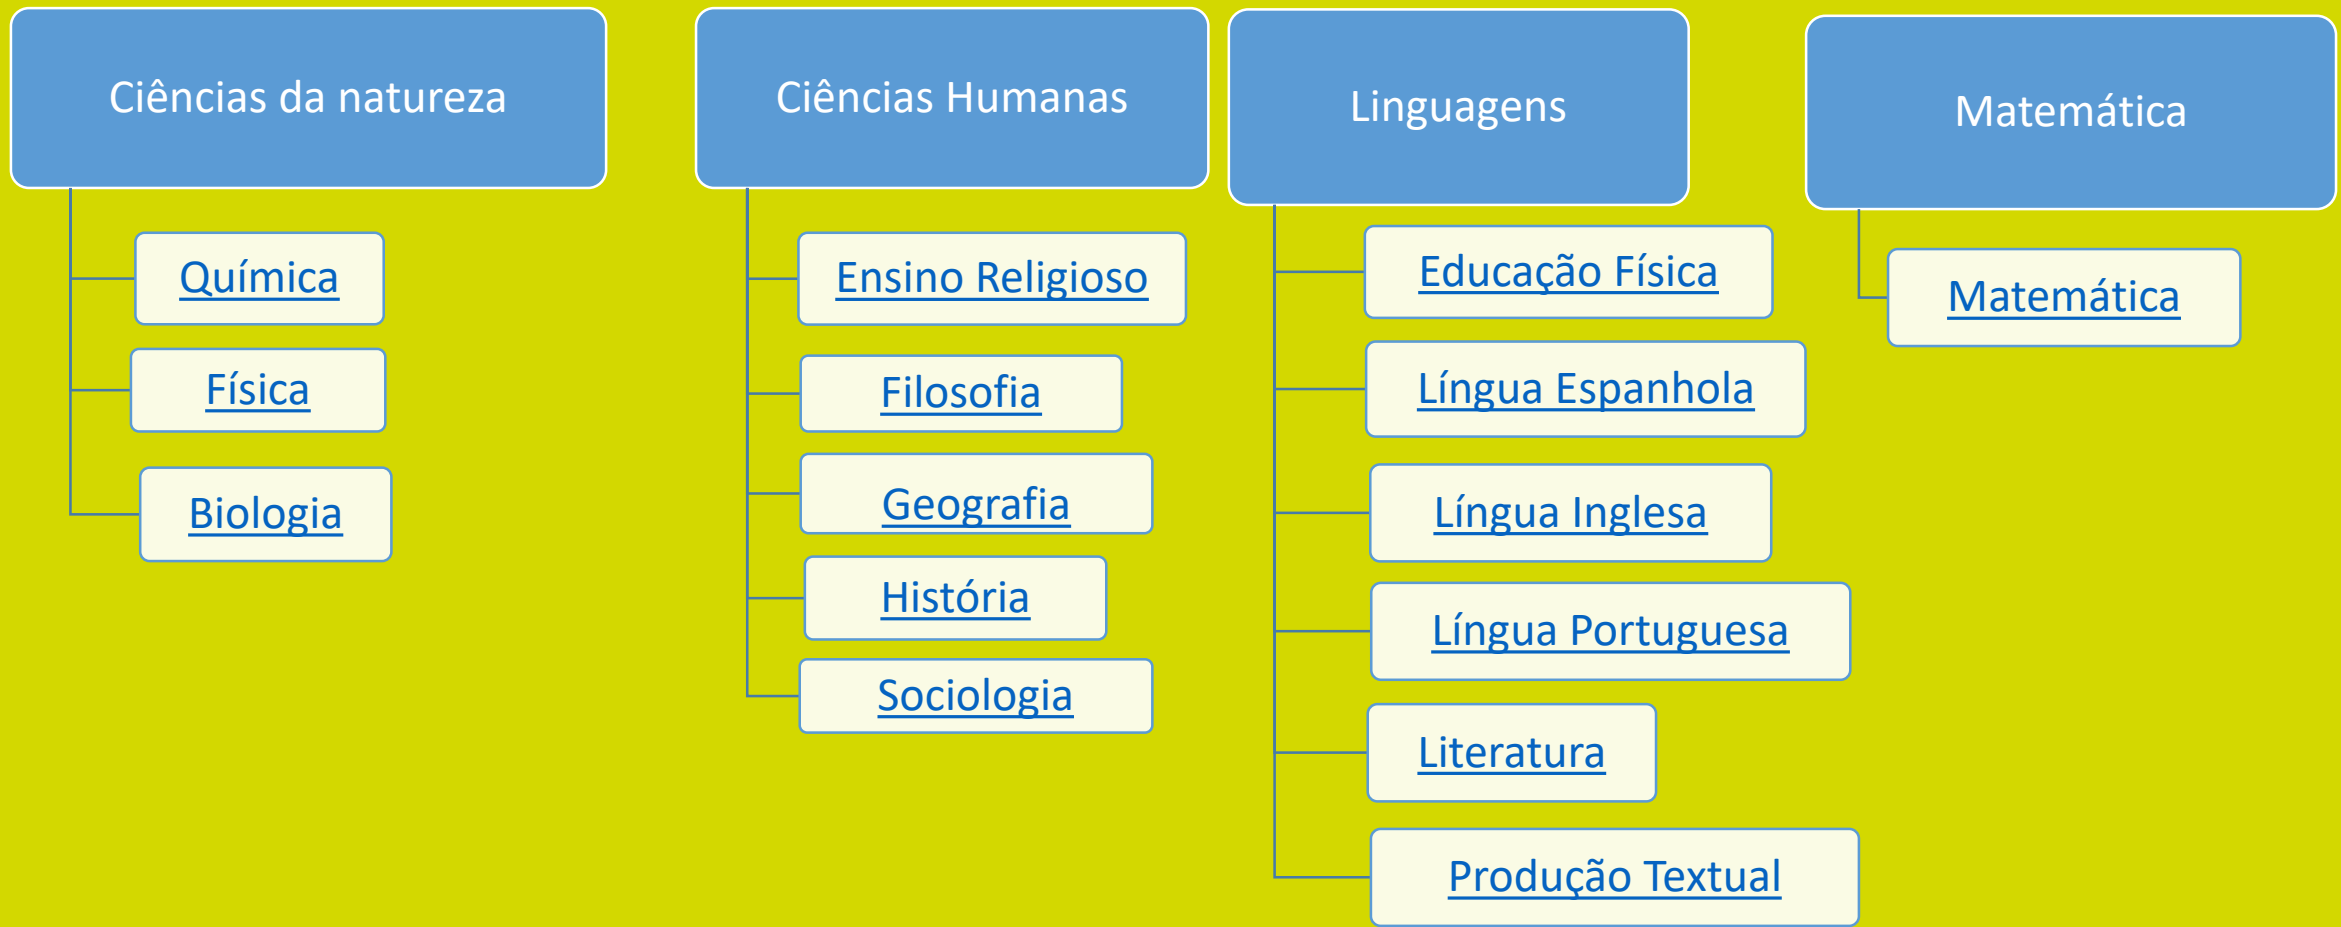 Ciências da natureza
Química
Física
Biologia
Ciências Humanas
Ensino Religioso
Filosofia
Geografia
História
Sociologia
Linguagens
Educação Física
Língua Espanhola
Língua Inglesa
Língua Portuguesa
Literatura
Produção Textual
Matemática
Matemática